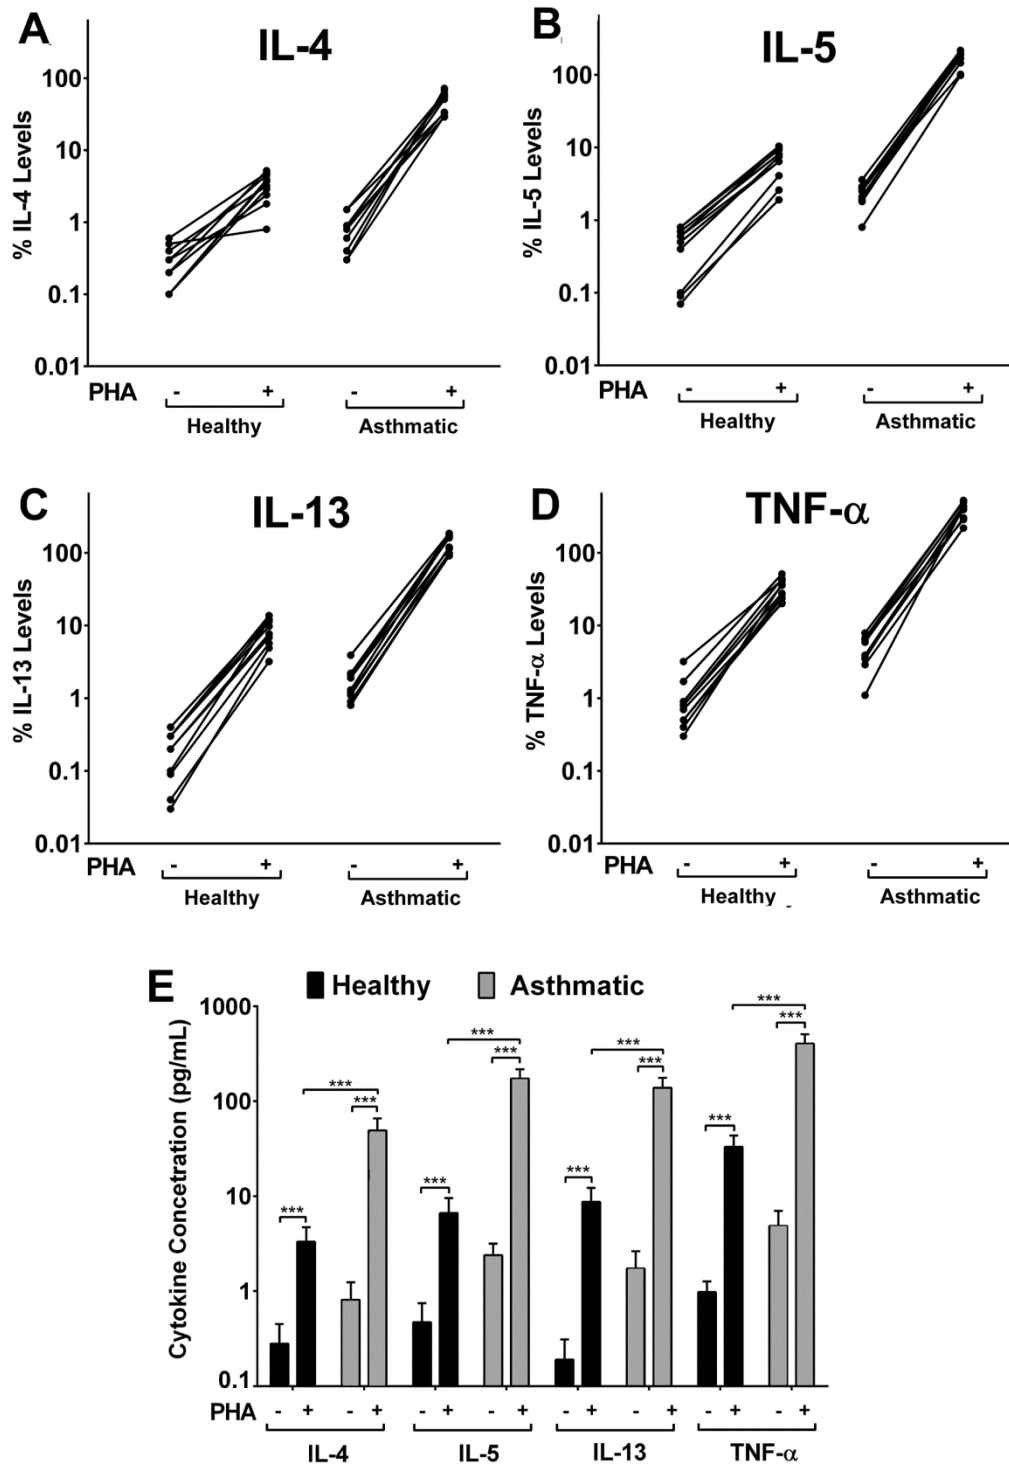 A
IL-4
% IL-4 Levels
100
10
1
0.1
0.01
PHA - + - +
Healthy Asthmatic
B
IL-5
% IL-5 Levels
100
10
1
0.1
0.01
PHA - + - +
Healthy Asthmatic
C
IL-13
% IL-13 Levels
100
10
1
0.1
0.01
PHA - + - +
Healthy Asthmatic
D
TNF-α
% TNF-α Levels
100
10
1
0.1
0.01
PHA - + - +
Healthy Asthmatic
E
Healthy Asthmatic
Cytokine Concetration (pg/mL)
1000
100
10
1
0.1
*** *** ***
*** *** ***
*** *** ***
*** *** ***
PHA - + - + - + - + - + - + - + - +
IL-4 IL-5 IL-13 TNF-α